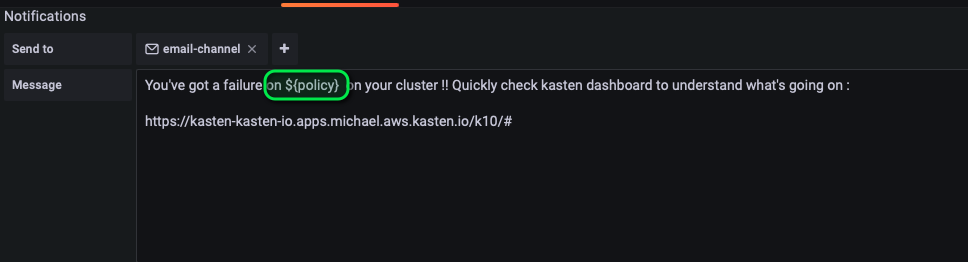 Notifications
Send to email-channel × +
Message
You've got a failure on ${policy} on your cluster !! Quickly check kasten dashboard to understand what's going on :
https://kasten-kasten-io.apps.michael.aws.kasten.io/k10/#